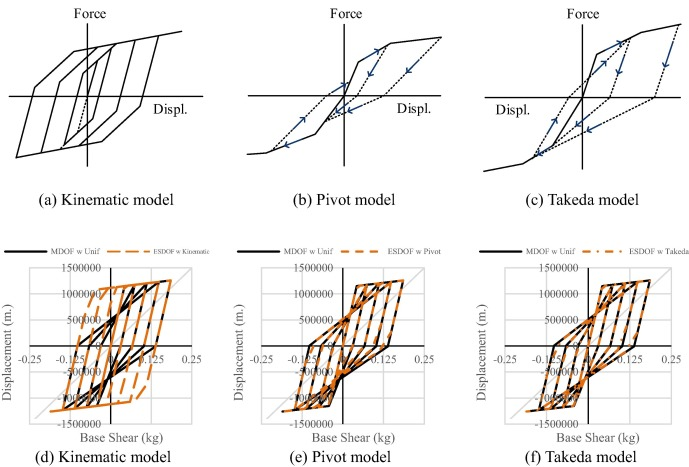 Force
Force
Force
Displ.
Displ.
Displ.
(a) Kinematic model
(b) Pivot model
(c) Takeda model
MDOF w Unif
ESDOF w Kinematic
MDOF w Unif
ESDOF w Pivot
MDOF w Unif
ESDOF w Takeda
1500000
1500000
1500000
1000000
1000000
1000000
500000
500000
500000
0
0
0
-0.25
-0.125
0
0.125
0.25
-0.25
-0.125
0
0.125
0.25
-0.25
-0.125
0
0.125
0.25
-500000
-500000
-500000
-1000000
-1000000
-1000000
-1500000
-1500000
-1500000
Displacement (m.)
Displacement (m.)
Displacement (m.)
Base Shear (kg)
Base Shear (kg)
Base Shear (kg)
(d) Kinematic model
(e) Pivot model
(f) Takeda model